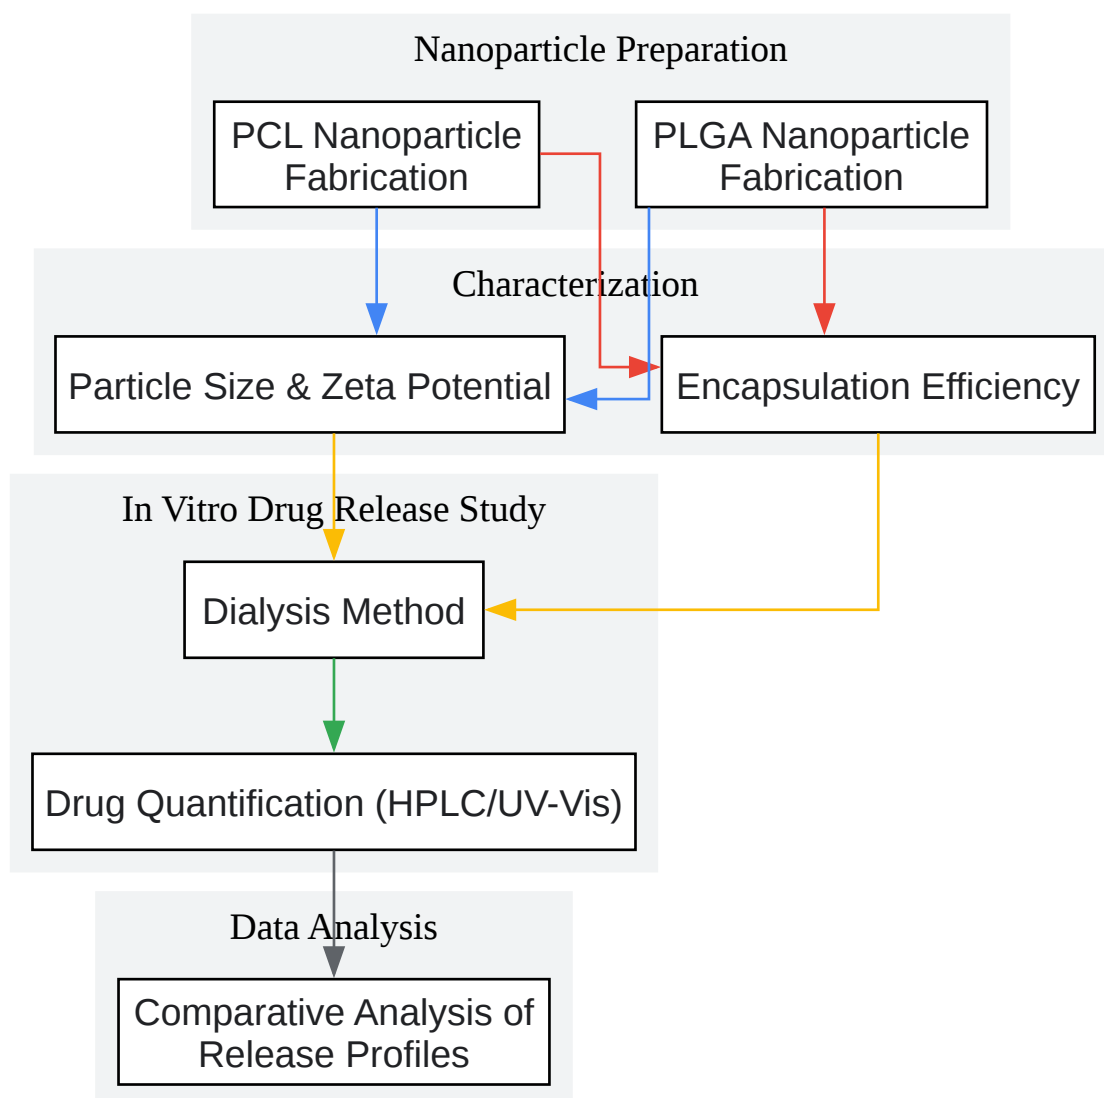 Nanoparticle Preparation
PCL Nanoparticle
Fabrication
PLGA Nanoparticle
Fabrication
Characterization
Particle Size & Zeta Potential
Encapsulation Efficiency
In Vitro Drug Release Study
Dialysis Method
Drug Quantification (HPLC/UV-Vis)
Data Analysis
Comparative Analysis of
Release Profiles